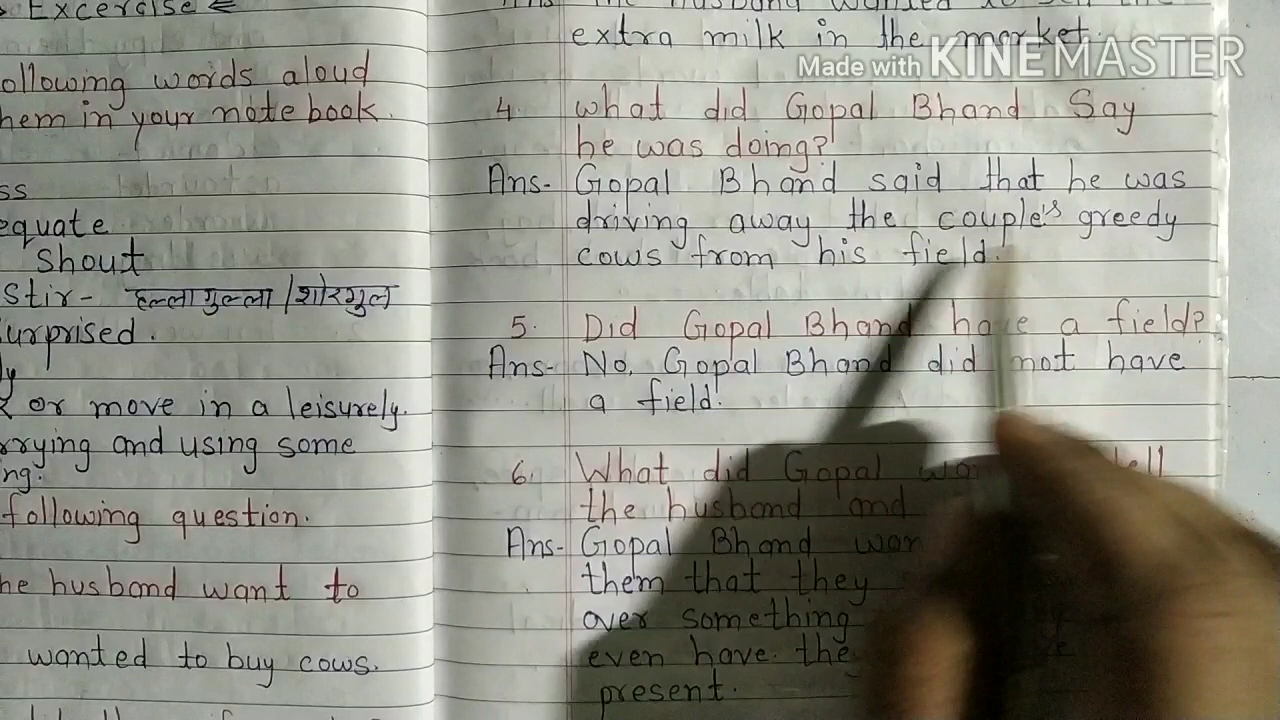 Excercise
ollowing words aloud
hem in your notebook.
ss
equate
Shout
Stir- हल्लागुल्ला / शोरगुल
urprised.
ly
or move in a leisurely.
rrying and using some
ng.
following question.
he husband want to
wanted to buy cows.
extra milk in the market.
Made with KINEMASTER
4. what did Gopal Bhand Say
he was doing?
Ans- Gopal Bhand said that he was
driving away the couple's greedy
cows from his field.
5. Did Gopal Bhand have a field?
Ans- No, Gopal Bhand did not have
a field.
6. What did Gopal
the husband and
Ans- Gopal Bhand
them that they
over something
even have the
present.